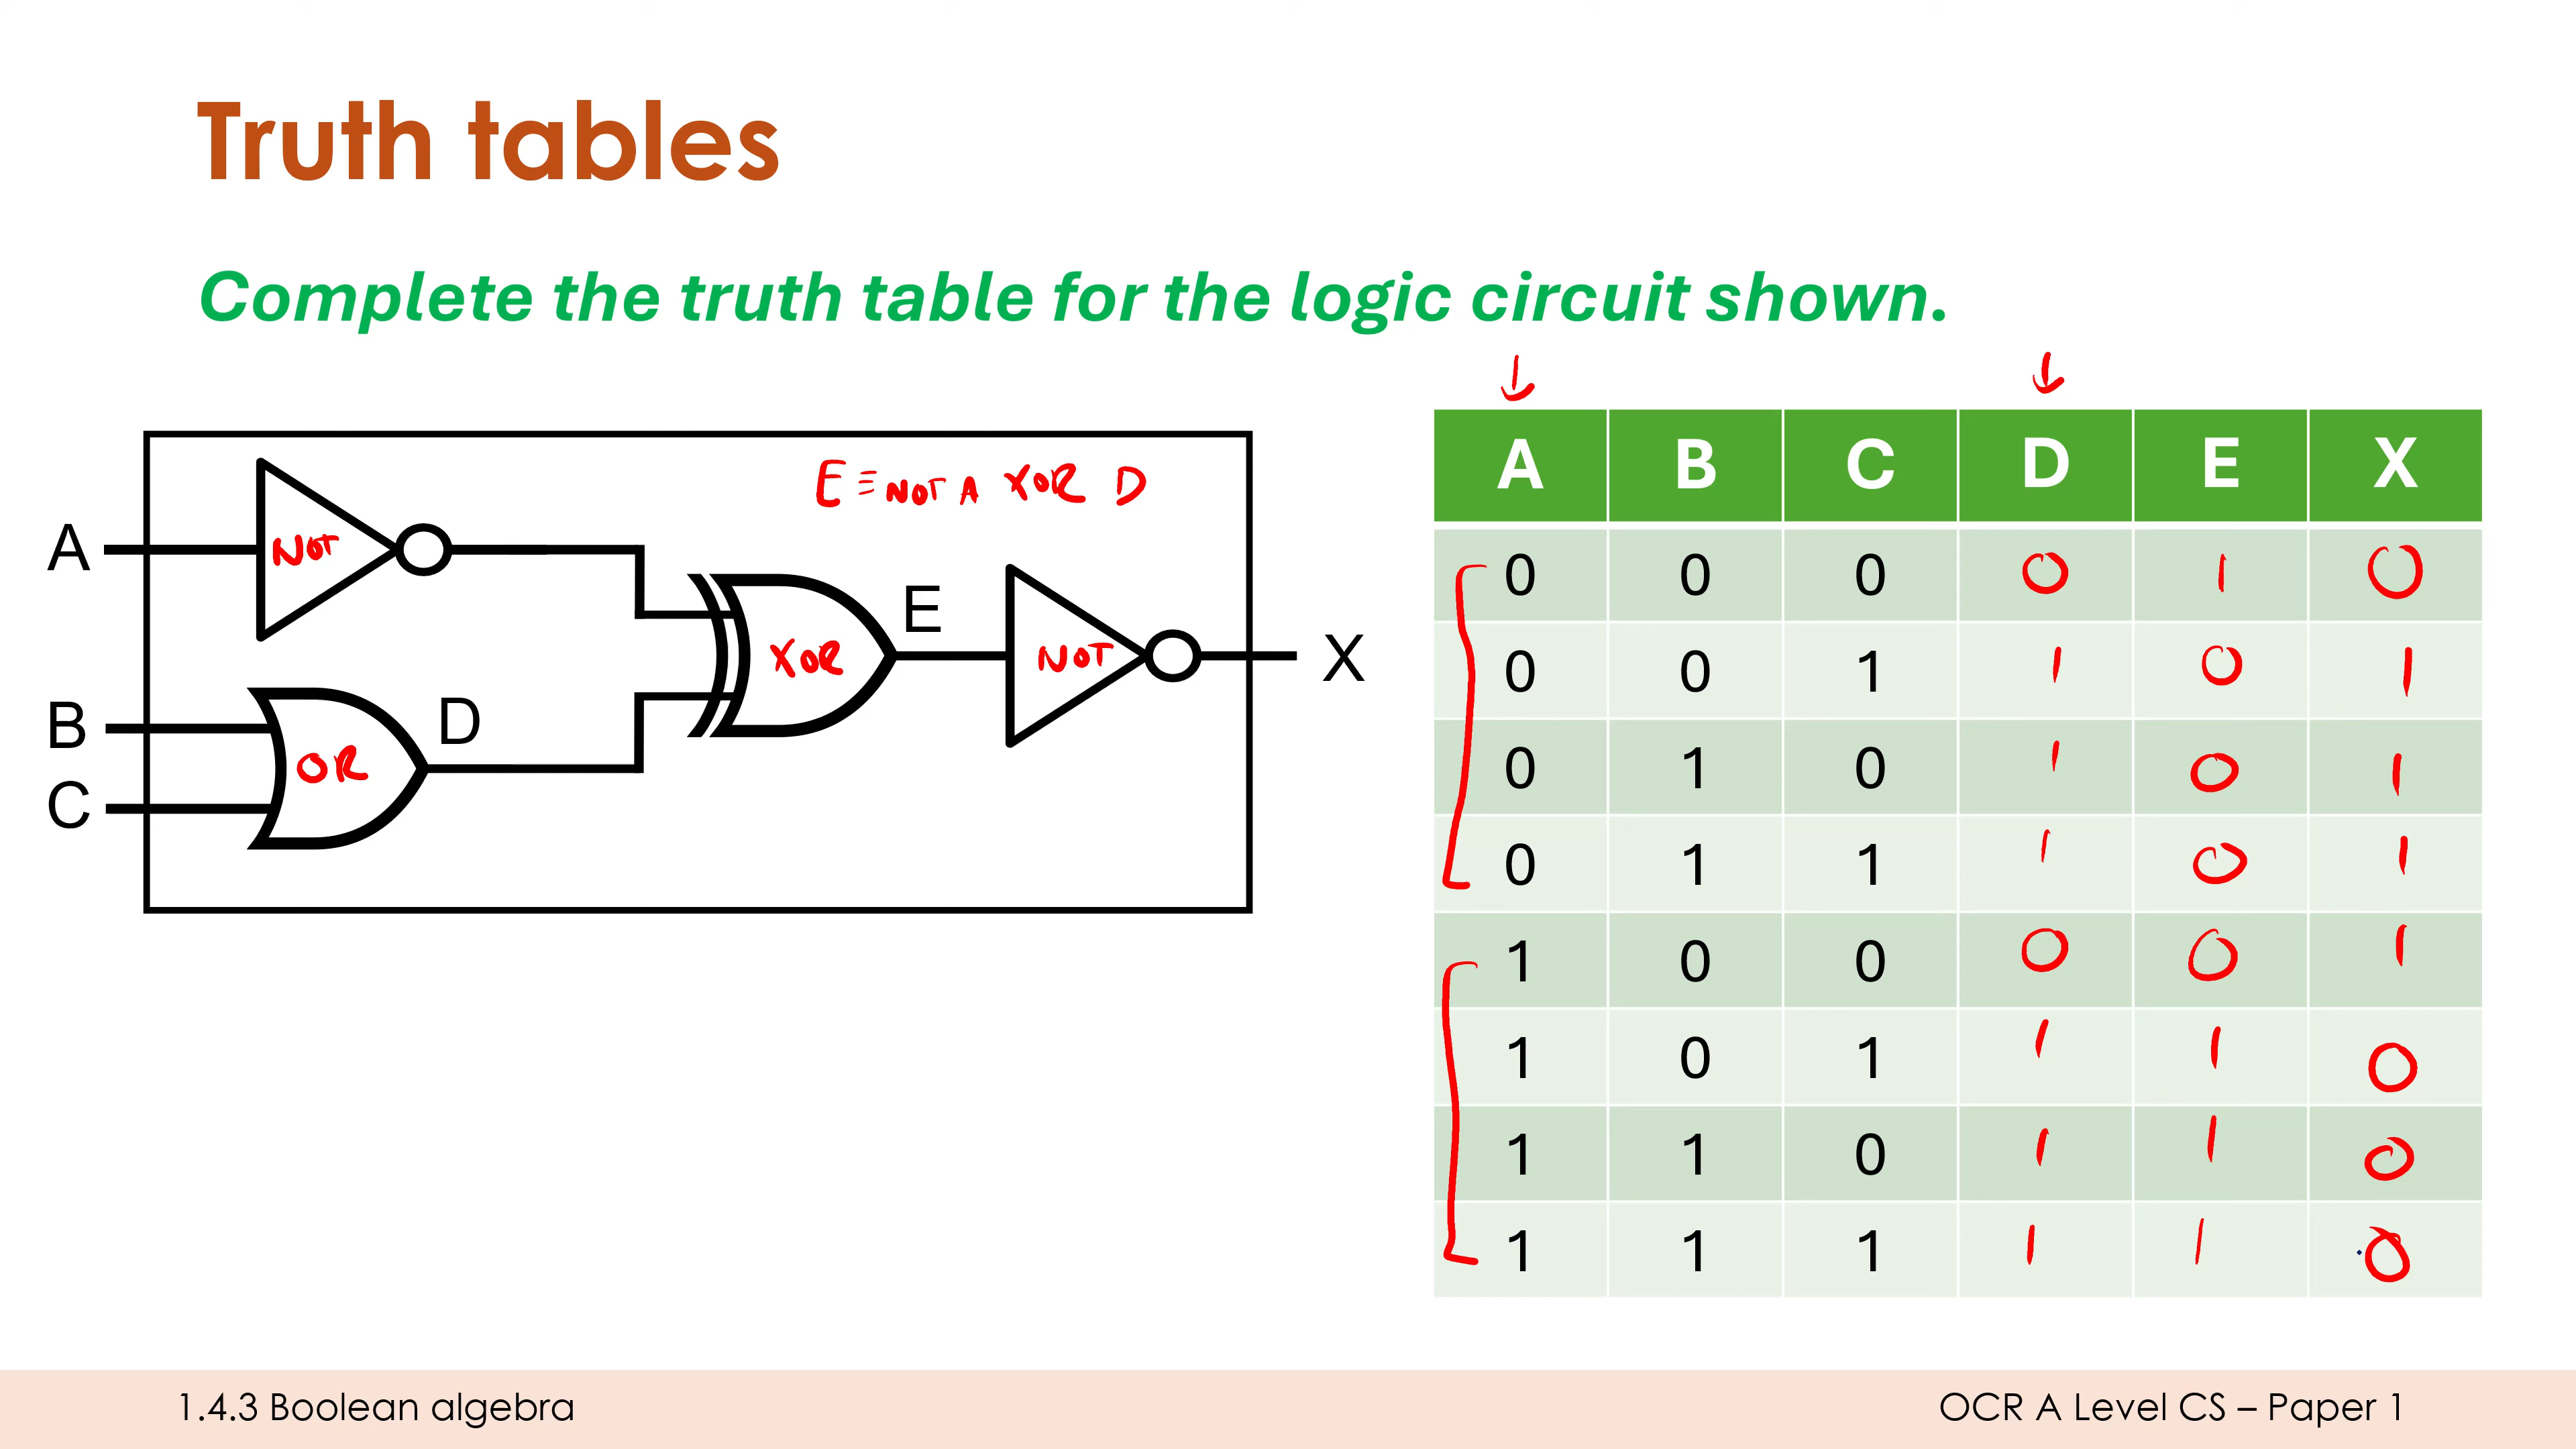 Truth tables
Complete the truth table for the logic circuit shown.
E ≡ NOT A XOR D
A
NOT
E
XOR
NOT
X
B
D
OR
C
A B C D E X
0 0 0 0 1 0
0 0 1 1 0 1
0 1 0 1 0 1
0 1 1 1 0 1
1 0 0 0 0 1
1 0 1 1 1 0
1 1 0 1 1 0
1 1 1 1 1 0
1.4.3 Boolean algebra
OCR A Level CS – Paper 1